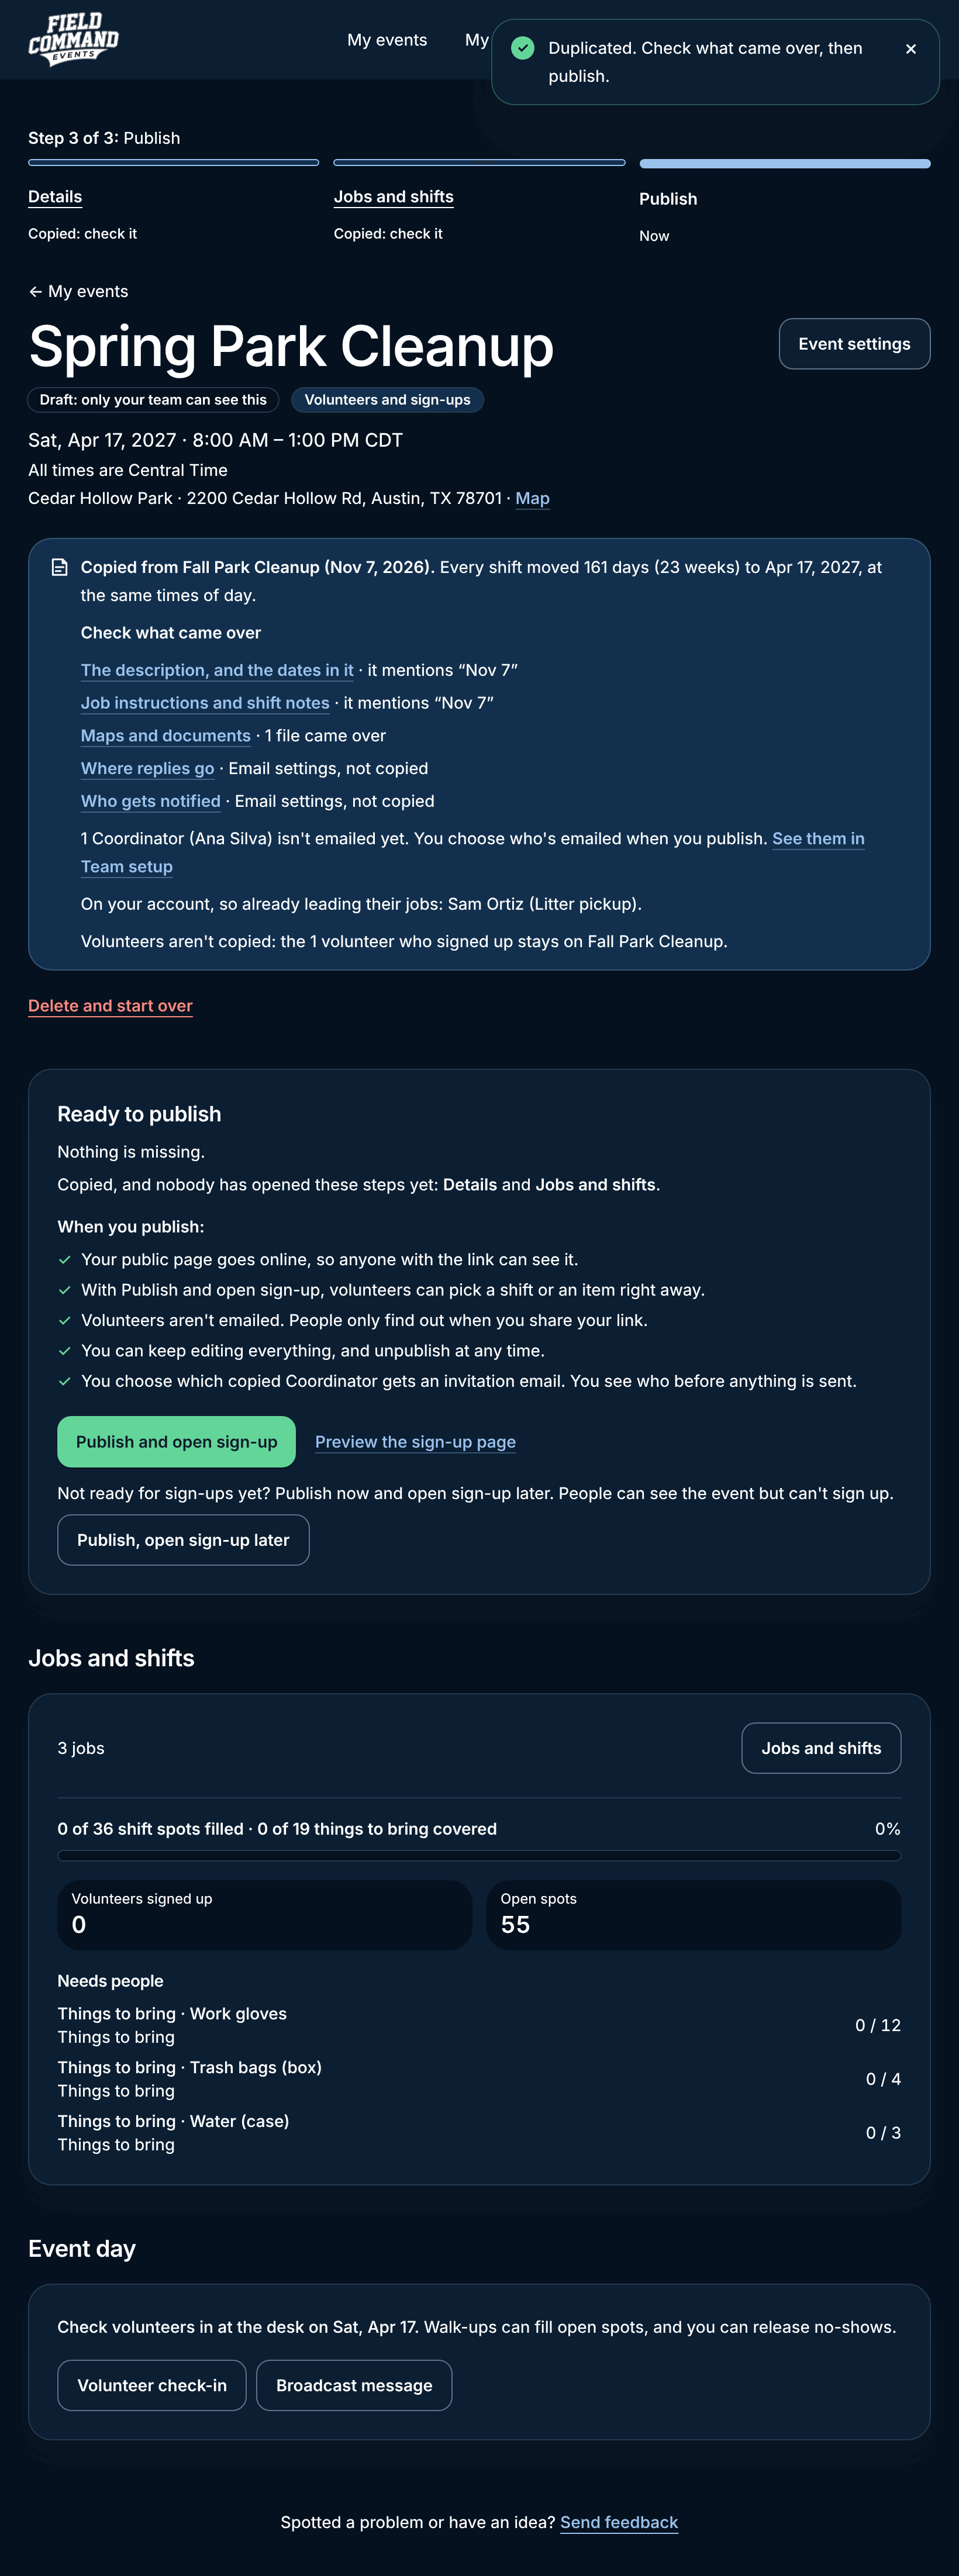 FIELD
COMMAND
EVENTS
My events
My
Duplicated. Check what came over, then
publish.
Step 3 of 3: Publish
Details
Copied: check it
Jobs and shifts
Copied: check it
Publish
Now
← My events
Spring Park Cleanup
Event settings
Draft: only your team can see this
Volunteers and sign-ups
Sat, Apr 17, 2027 · 8:00 AM – 1:00 PM CDT
All times are Central Time
Cedar Hollow Park · 2200 Cedar Hollow Rd, Austin, TX 78701 · Map
Copied from Fall Park Cleanup (Nov 7, 2026). Every shift moved 161 days (23 weeks) to Apr 17, 2027, at
the same times of day.
Check what came over
The description, and the dates in it · it mentions “Nov 7”
Job instructions and shift notes · it mentions “Nov 7”
Maps and documents · 1 file came over
Where replies go · Email settings, not copied
Who gets notified · Email settings, not copied
1 Coordinator (Ana Silva) isn't emailed yet. You choose who's emailed when you publish. See them in
Team setup
On your account, so already leading their jobs: Sam Ortiz (Litter pickup).
Volunteers aren't copied: the 1 volunteer who signed up stays on Fall Park Cleanup.
Delete and start over
Ready to publish
Nothing is missing.
Copied, and nobody has opened these steps yet: Details and Jobs and shifts.
When you publish:
Your public page goes online, so anyone with the link can see it.
With Publish and open sign-up, volunteers can pick a shift or an item right away.
Volunteers aren't emailed. People only find out when you share your link.
You can keep editing everything, and unpublish at any time.
You choose which copied Coordinator gets an invitation email. You see who before anything is sent.
Publish and open sign-up
Preview the sign-up page
Not ready for sign-ups yet? Publish now and open sign-up later. People can see the event but can't sign up.
Publish, open sign-up later
Jobs and shifts
3 jobs
Jobs and shifts
0 of 36 shift spots filled · 0 of 19 things to bring covered
0%
Volunteers signed up
0
Open spots
55
Needs people
Things to bring · Work gloves
Things to bring
0 / 12
Things to bring · Trash bags (box)
Things to bring
0 / 4
Things to bring · Water (case)
Things to bring
0 / 3
Event day
Check volunteers in at the desk on Sat, Apr 17. Walk-ups can fill open spots, and you can release no-shows.
Volunteer check-in
Broadcast message
Spotted a problem or have an idea? Send feedback